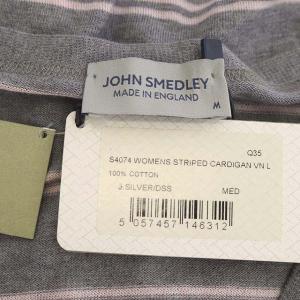 JOHN SMEDLEY
MADE IN ENGLAND
M
Q35
S4074 WOMENS STRIPED CARDIGAN VN L
100% COTTON
J.SILVER/DSS MED
5 057457 146312